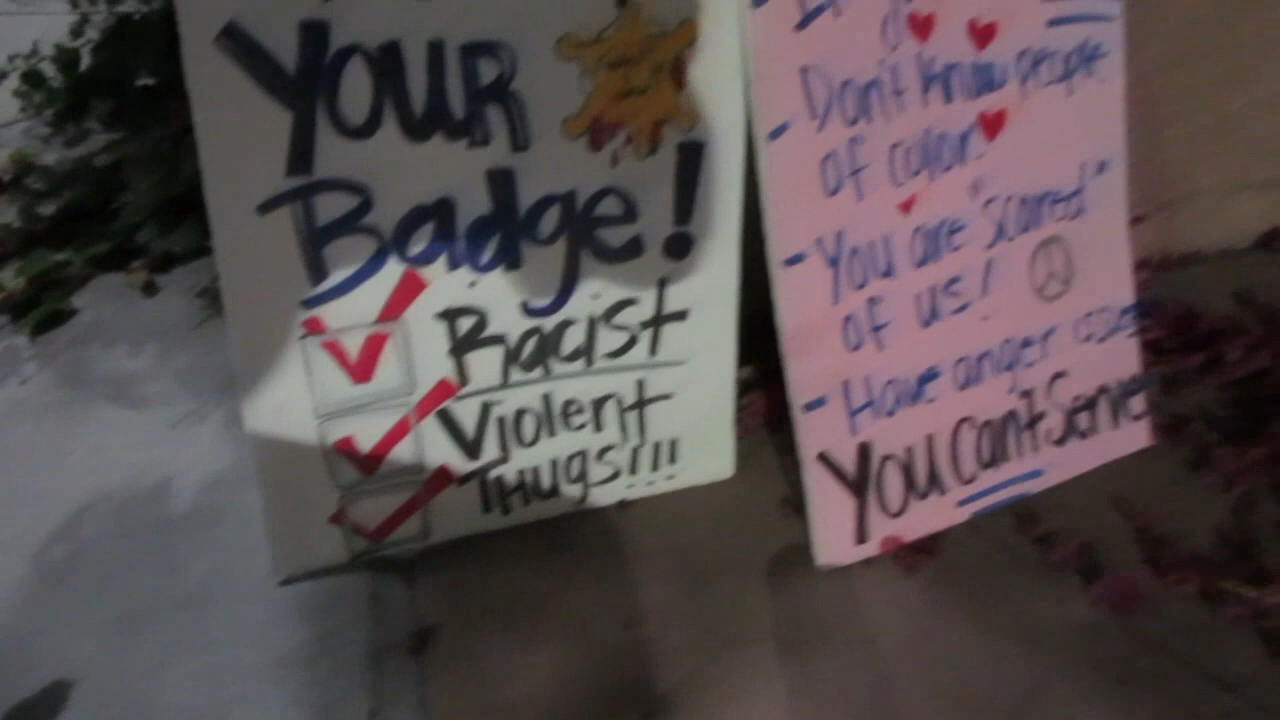 YOUR
Badge!
Racist
Violent
THugs!!!
- Don't know people
of color
- You are "scared"
of us!
- Have anger
You can't Serve